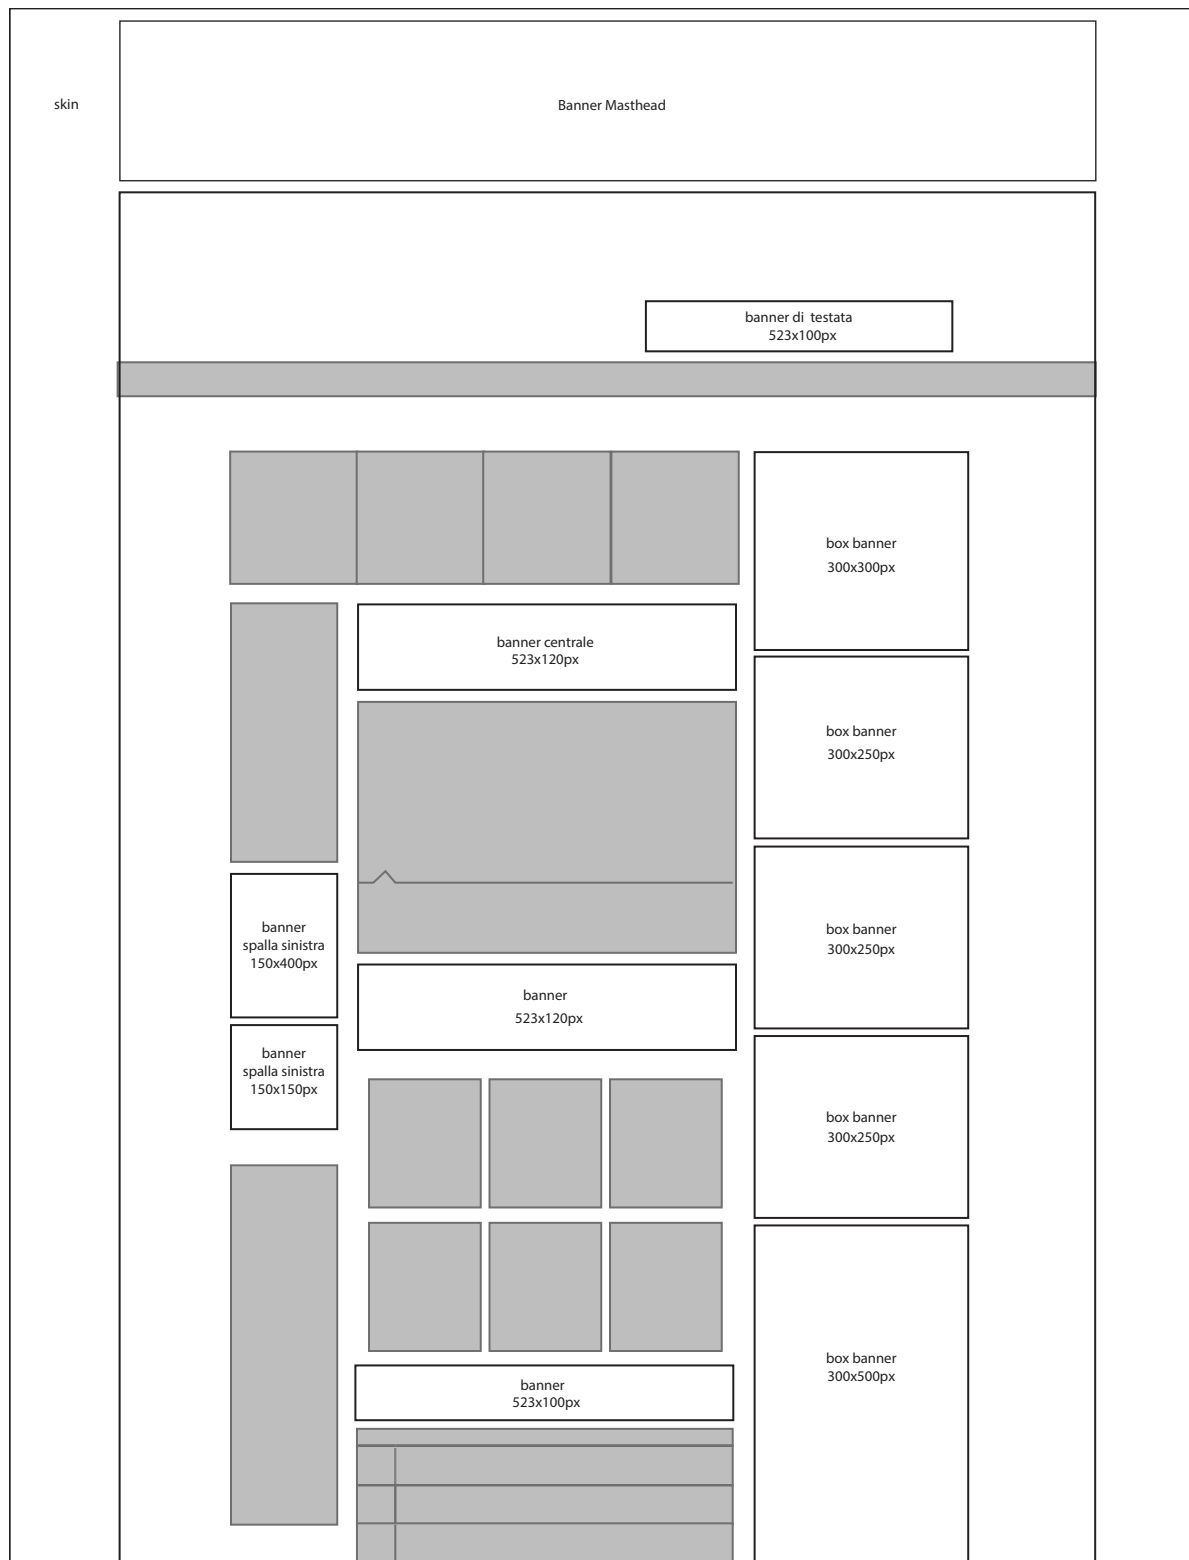 skin
Banner Masthead
banner di testata
523x100px
box banner
300x300px
banner centrale
523x120px
box banner
300x250px
banner
spalla sinistra
150x400px
box banner
300x250px
banner
523x120px
banner
spalla sinistra
150x150px
box banner
300x250px
box banner
300x500px
banner
523x100px